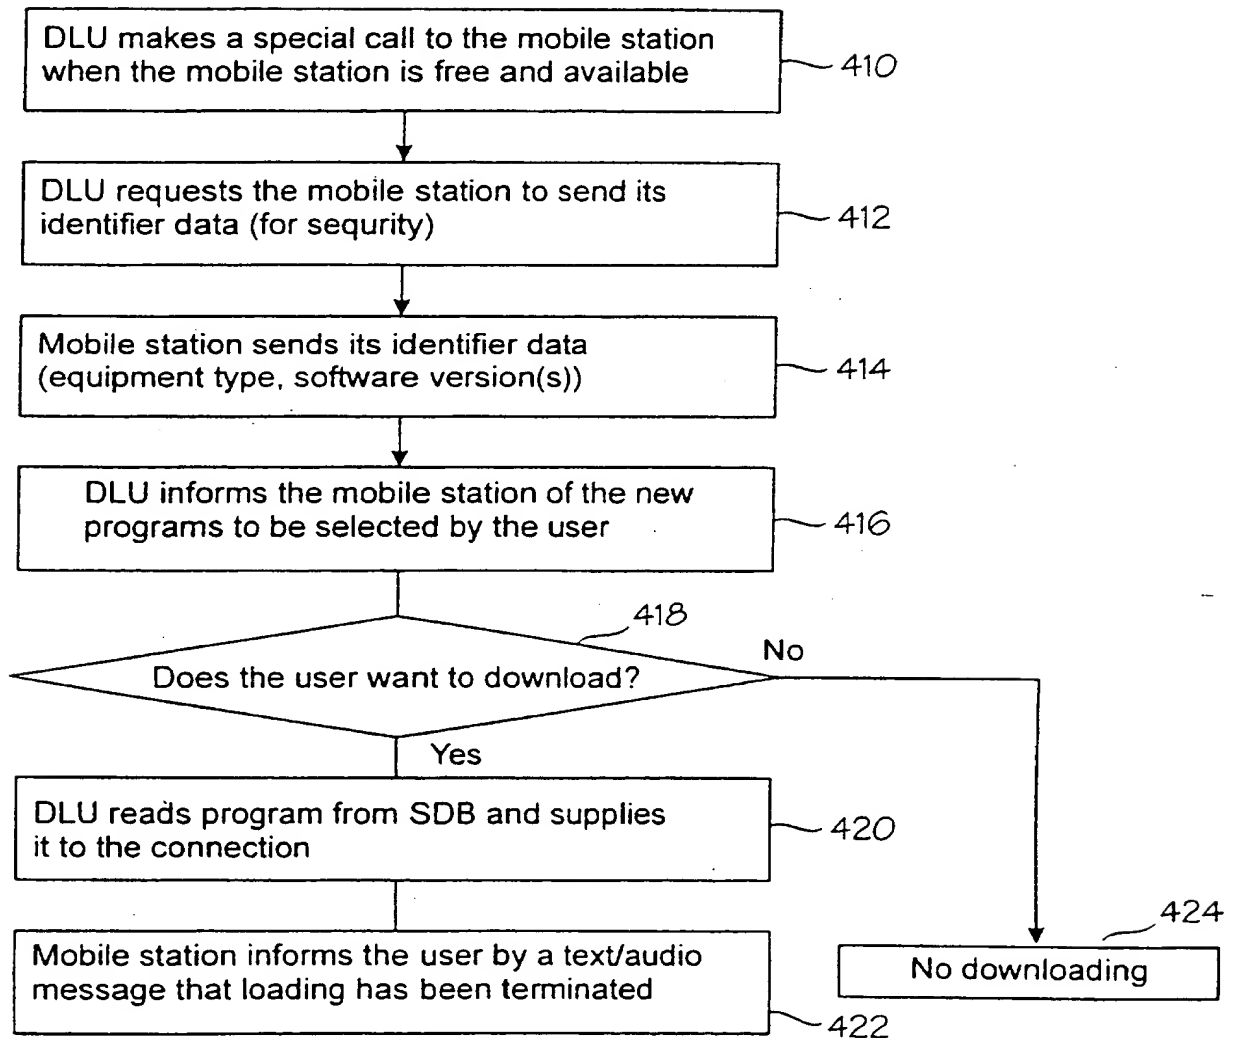 DLU makes a special call to the mobile station
when the mobile station is free and available
410
DLU requests the mobile station to send its
identifier data (for sequrity)
412
Mobile station sends its identifier data
(equipment type, software version(s))
414
DLU informs the mobile station of the new
programs to be selected by the user
416
418
Does the user want to download?
No
Yes
DLU reads program from SDB and supplies
it to the connection
420
Mobile station informs the user by a text/audio
message that loading has been terminated
422
424
No downloading